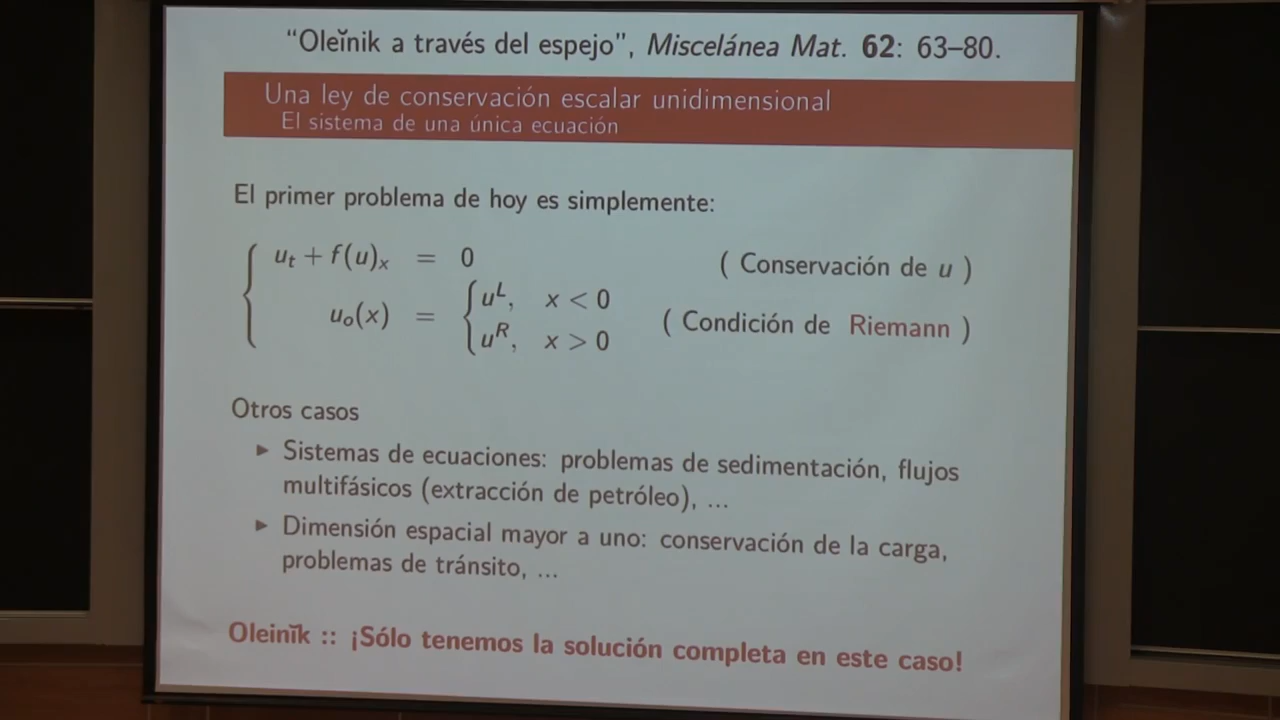 “Oleĭnik a través del espejo”, Miscelánea Mat. 62: 63–80.
Una ley de conservación escalar unidimensional
El sistema de una única ecuación
El primer problema de hoy es simplemente:
u_t + f(u)_x = 0 ( Conservación de u )
u_o(x) = { u^L, x < 0
u^R, x > 0 ( Condición de Riemann )
Otros casos
▶ Sistemas de ecuaciones: problemas de sedimentación, flujos
multifásicos (extracción de petróleo), ...
▶ Dimensión espacial mayor a uno: conservación de la carga,
problemas de tránsito, ...
Oleinĭk :: ¡Sólo tenemos la solución completa en este caso!